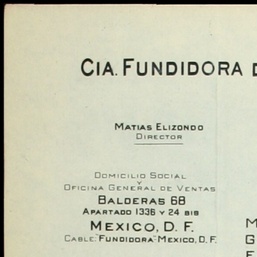 CIA. FUNDIDORA D
MATIAS ELIZONDO
DIRECTOR
DOMICILIO SOCIAL
Y
OFICINA GENERAL DE VENTAS
BALDERAS 68
APARTADO 1336 Y 24 BIS
MEXICO, D. F.
CABLE: "FUNDIDORA"-MEXICO, D. F.
M
G
F